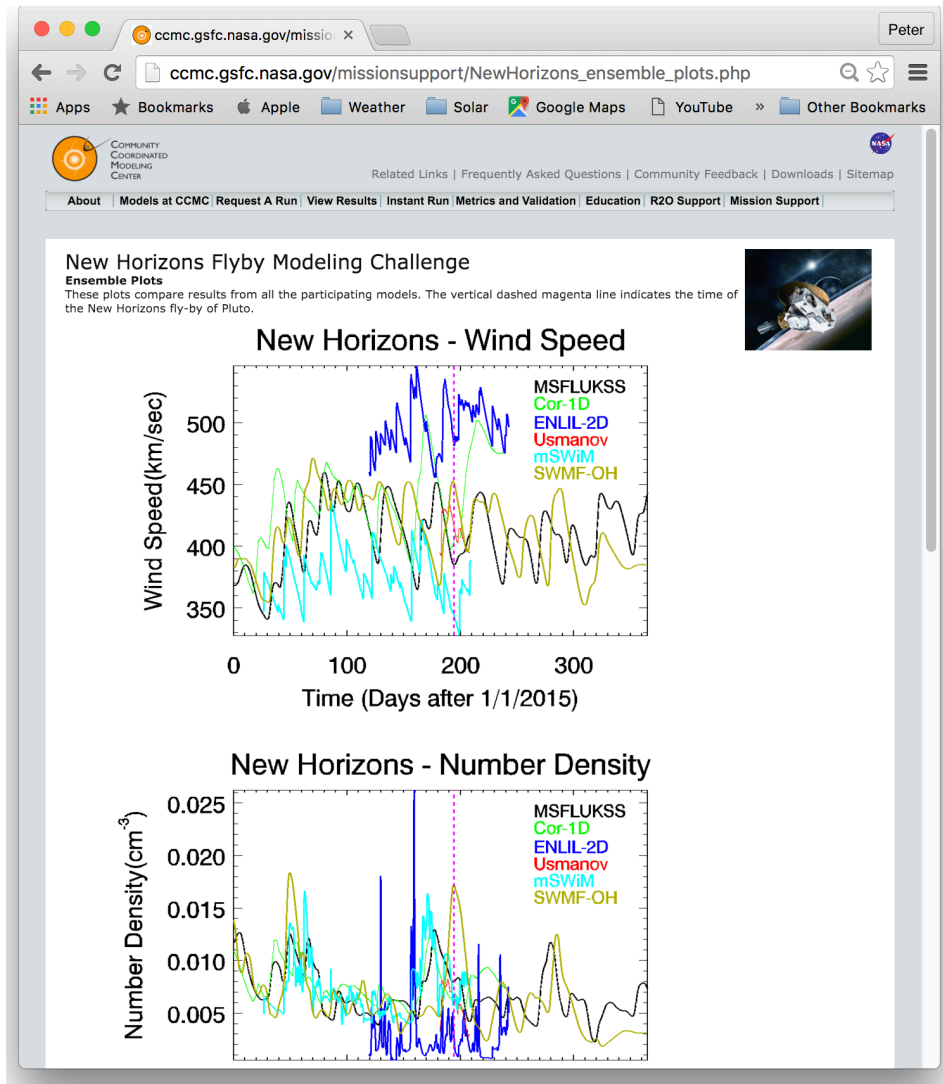 ccmc.gsfc.nasa.gov/missio ×
Peter
ccmc.gsfc.nasa.gov/missionsupport/NewHorizons_ensemble_plots.php
Apps Bookmarks Apple Weather Solar Google Maps YouTube » Other Bookmarks
COMMUNITY
COORDINATED
MODELING
CENTER
NASA
Related Links | Frequently Asked Questions | Community Feedback | Downloads | Sitemap
About | Models at CCMC | Request A Run | View Results | Instant Run | Metrics and Validation | Education | R2O Support | Mission Support |
New Horizons Flyby Modeling Challenge
Ensemble Plots
These plots compare results from all the participating models. The vertical dashed magenta line indicates the time of
the New Horizons fly-by of Pluto.
New Horizons - Wind Speed
Wind Speed(km/sec)
500
450
400
350
MSFLUKSS
Cor-1D
ENLIL-2D
Usmanov
mSWiM
SWMF-OH
0 100 200 300
Time (Days after 1/1/2015)
New Horizons - Number Density
Number Density(cm⁻³)
0.025
0.020
0.015
0.010
0.005
MSFLUKSS
Cor-1D
ENLIL-2D
Usmanov
mSWiM
SWMF-OH